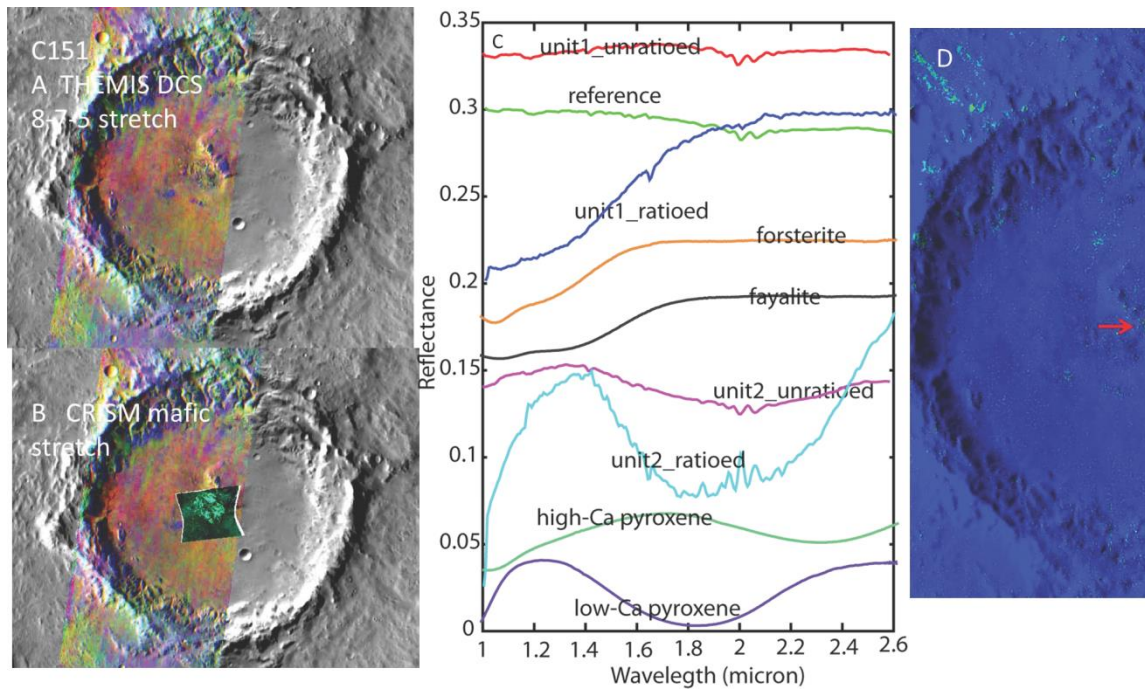 C151
A THEMIS DCS
8-7-5 stretch
B CRISM mafic
stretch
C
0.35
0.3
0.25
0.2
0.15
0.1
0.05
0
Reflectance
unit1_unratioed
reference
unit1_ratioed
forsterite
fayalite
unit2_unratioed
unit2_ratioed
high-Ca pyroxene
low-Ca pyroxene
1 1.2 1.4 1.6 1.8 2 2.2 2.4 2.6
Wavelegth (micron)
D